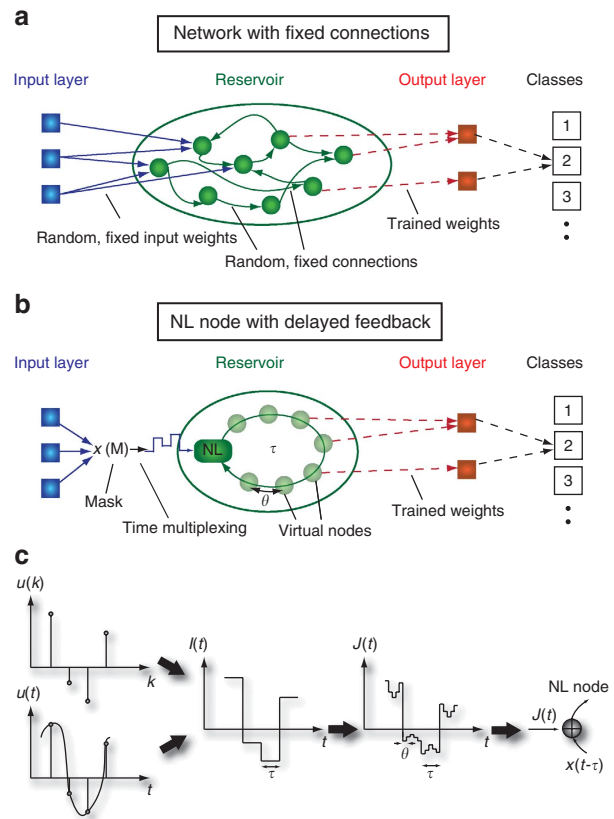 a
Network with fixed connections
Input layer
Reservoir
Output layer
Classes
1
2
3
Random, fixed input weights
Random, fixed connections
Trained weights
b
NL node with delayed feedback
Input layer
Reservoir
Output layer
Classes
1
2
3
x (M)
NL
τ
θ
Mask
Time multiplexing
Virtual nodes
Trained weights
c
u(k)
k
u(t)
t
I(t)
τ
t
J(t)
θ
τ
t
NL node
J(t)
x(t-τ)